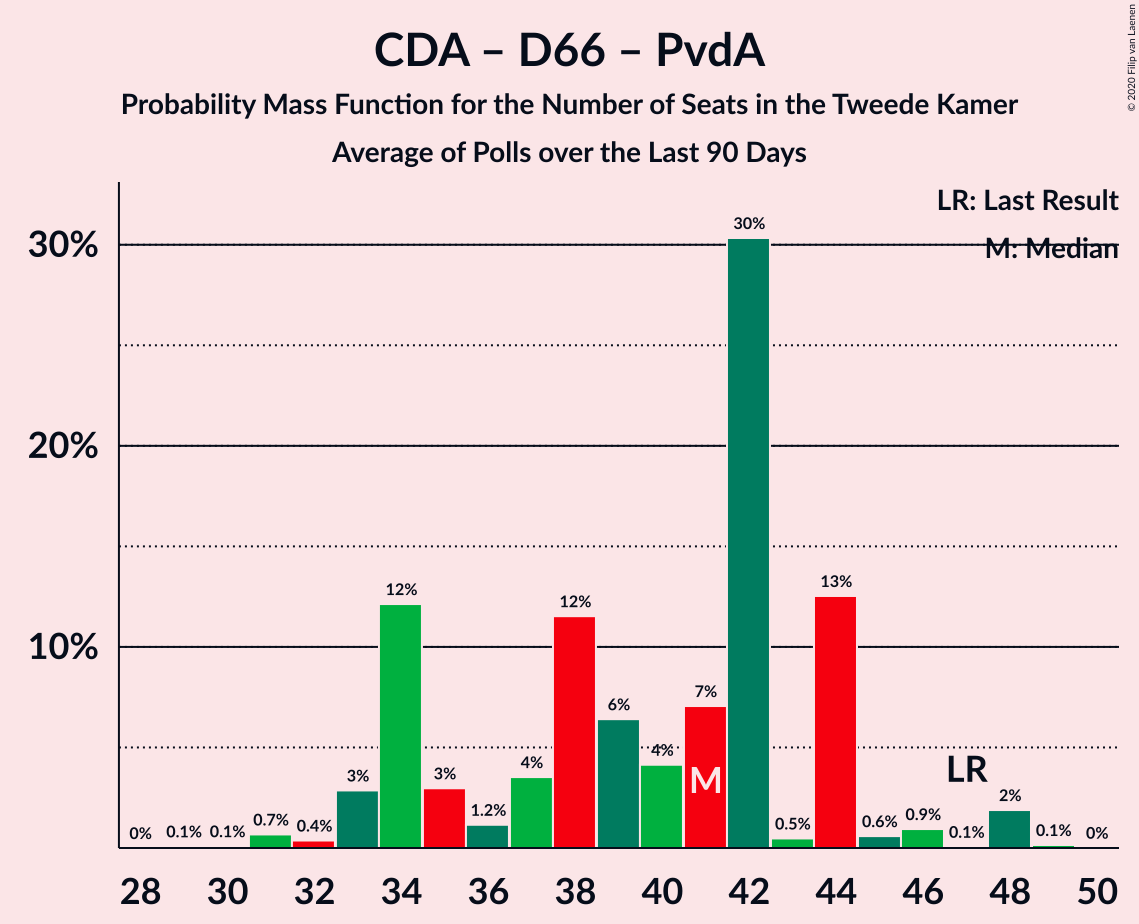 CDA – D66 – PvdA
Probability Mass Function for the Number of Seats in the Tweede Kamer
Average of Polls over the Last 90 Days
© 2020 Filip van Laenen
LR: Last Result
M: Median
30%
20%
10%
0% 0.1% 0.1% 0.7% 0.4% 3% 12% 3% 1.2% 4% 12% 6% 4% 7% 30% 0.5% 13% 0.6% 0.9% 0.1% 2% 0.1% 0%
M
LR
28 30 32 34 36 38 40 42 44 46 48 50